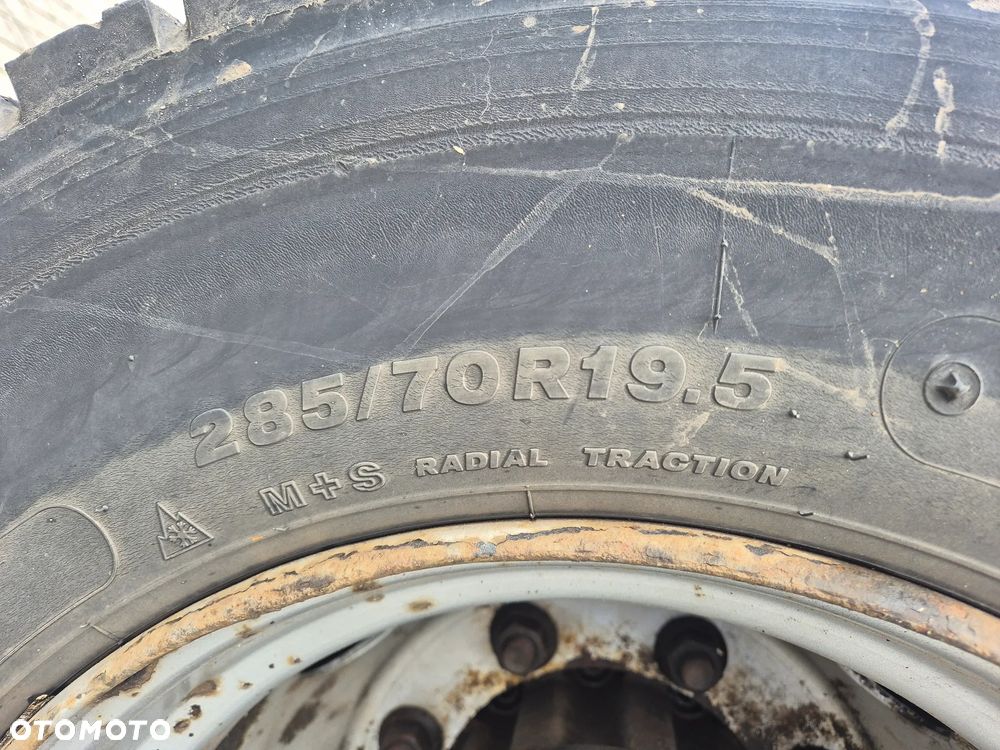 285/70R19.5
M+S RADIAL TRACTION
OTOMOTO